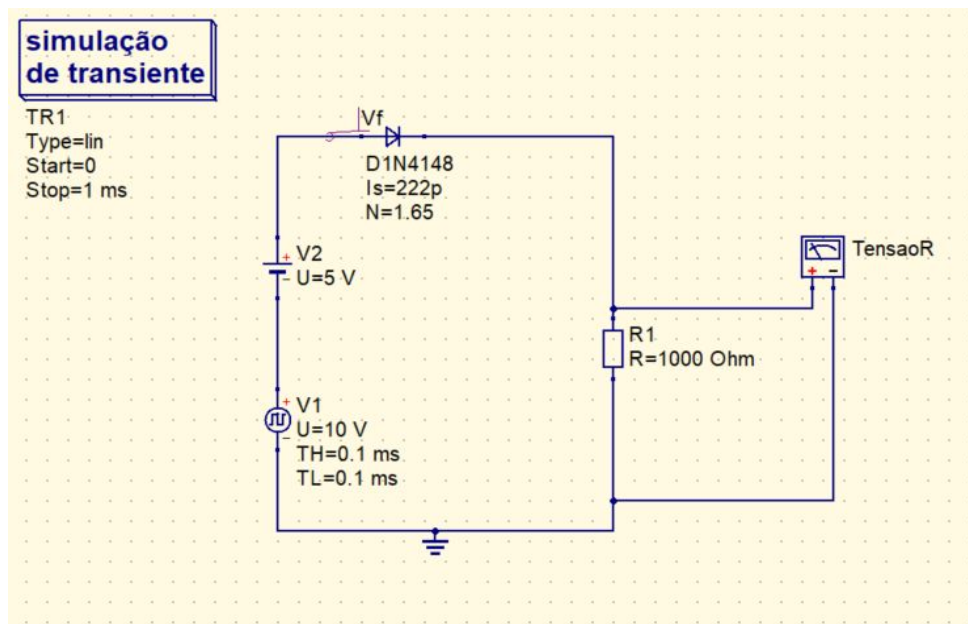 simulação
de transiente
TR1
Type=lin
Start=0
Stop=1 ms
Vf
D1N4148
Is=222p
N=1.65
+ V2
− U=5 V
TensaoR
+ −
R1
R=1000 Ohm
+ V1
− U=10 V
TH=0.1 ms
TL=0.1 ms